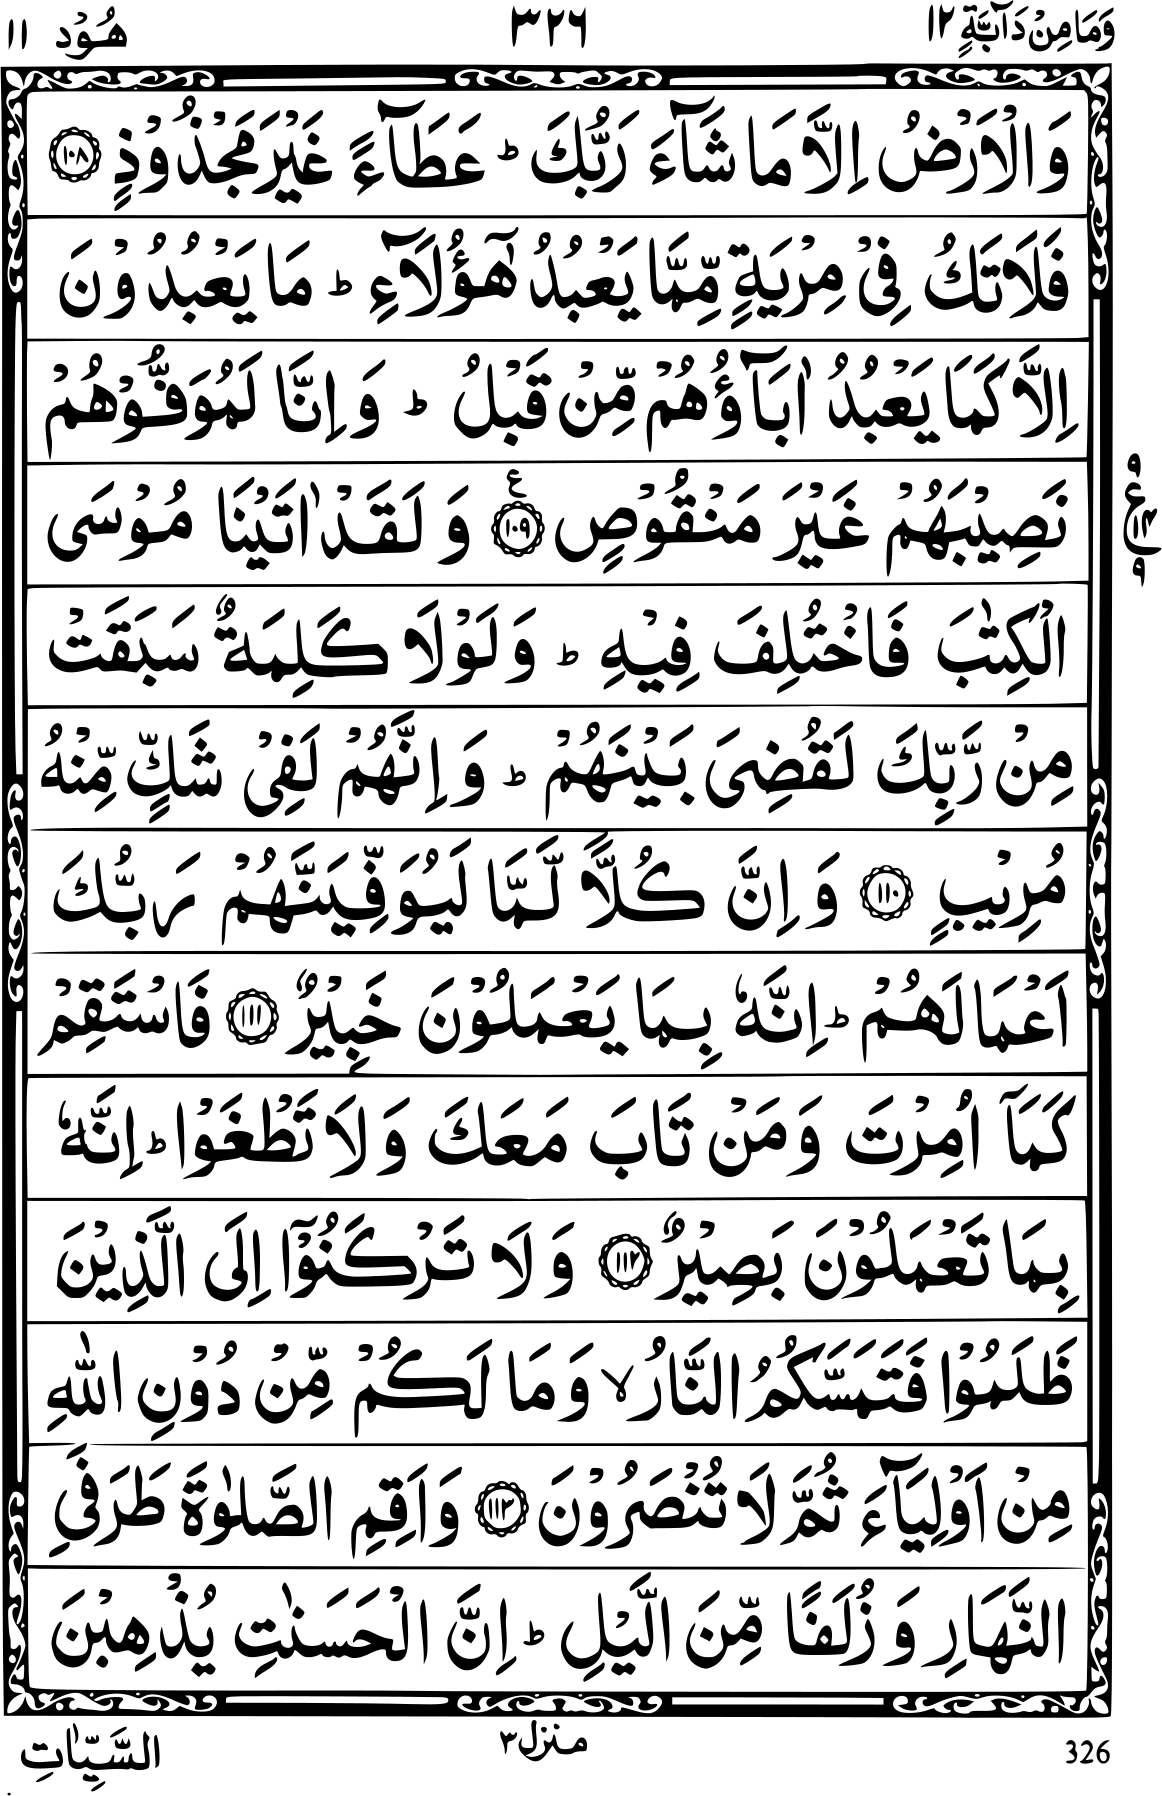 وَمَا مِنْ دَآبَّةٍ ١٢ ٣٢٦ هُوْد ١١
وَالْاَرْضُ اِلَّا مَا شَآءَ رَبُّكَ ؕ عَطَآءً غَيْرَ مَجْذُوْذٍ ١٠٨
فَلَا تَكُ فِيْ مِرْيَةٍ مِّمَّا يَعْبُدُ هٰٓؤُلَآءِ ؕ مَا يَعْبُدُوْنَ
اِلَّا كَمَا يَعْبُدُ اٰبَآؤُهُمْ مِّنْ قَبْلُ ؕ وَاِنَّا لَمُوَفُّوْهُمْ
نَصِيْبَهُمْ غَيْرَ مَنْقُوْصٍ ١٠٩ ع وَلَقَدْ اٰتَيْنَا مُوْسَى
٩ ع ١٤ ٩
الْكِتٰبَ فَاخْتُلِفَ فِيْهِ ؕ وَلَوْلَا كَلِمَةٌ سَبَقَتْ
مِنْ رَّبِّكَ لَقُضِيَ بَيْنَهُمْ ؕ وَاِنَّهُمْ لَفِيْ شَكٍّ مِّنْهُ
مُرِيْبٍ ١١٠ وَاِنَّ كُلًّا لَّمَّا لَيُوَفِّيَنَّهُمْ رَبُّكَ
اَعْمَالَهُمْ ؕ اِنَّهٗ بِمَا يَعْمَلُوْنَ خَبِيْرٌ ١١١ فَاسْتَقِمْ
كَمَآ اُمِرْتَ وَمَنْ تَابَ مَعَكَ وَلَا تَطْغَوْا ؕ اِنَّهٗ
بِمَا تَعْمَلُوْنَ بَصِيْرٌ ١١٢ وَلَا تَرْكَنُوْٓا اِلَى الَّذِيْنَ
ظَلَمُوْا فَتَمَسَّكُمُ النَّارُ ۙ وَمَا لَكُمْ مِّنْ دُوْنِ اللّٰهِ
مِنْ اَوْلِيَآءَ ثُمَّ لَا تُنْصَرُوْنَ ١١٣ وَاَقِمِ الصَّلٰوةَ طَرَفَيِ
النَّهَارِ وَزُلَفًا مِّنَ الَّيْلِ ؕ اِنَّ الْحَسَنٰتِ يُذْهِبْنَ
السَّيِّاٰتِ منزل ٣ 326